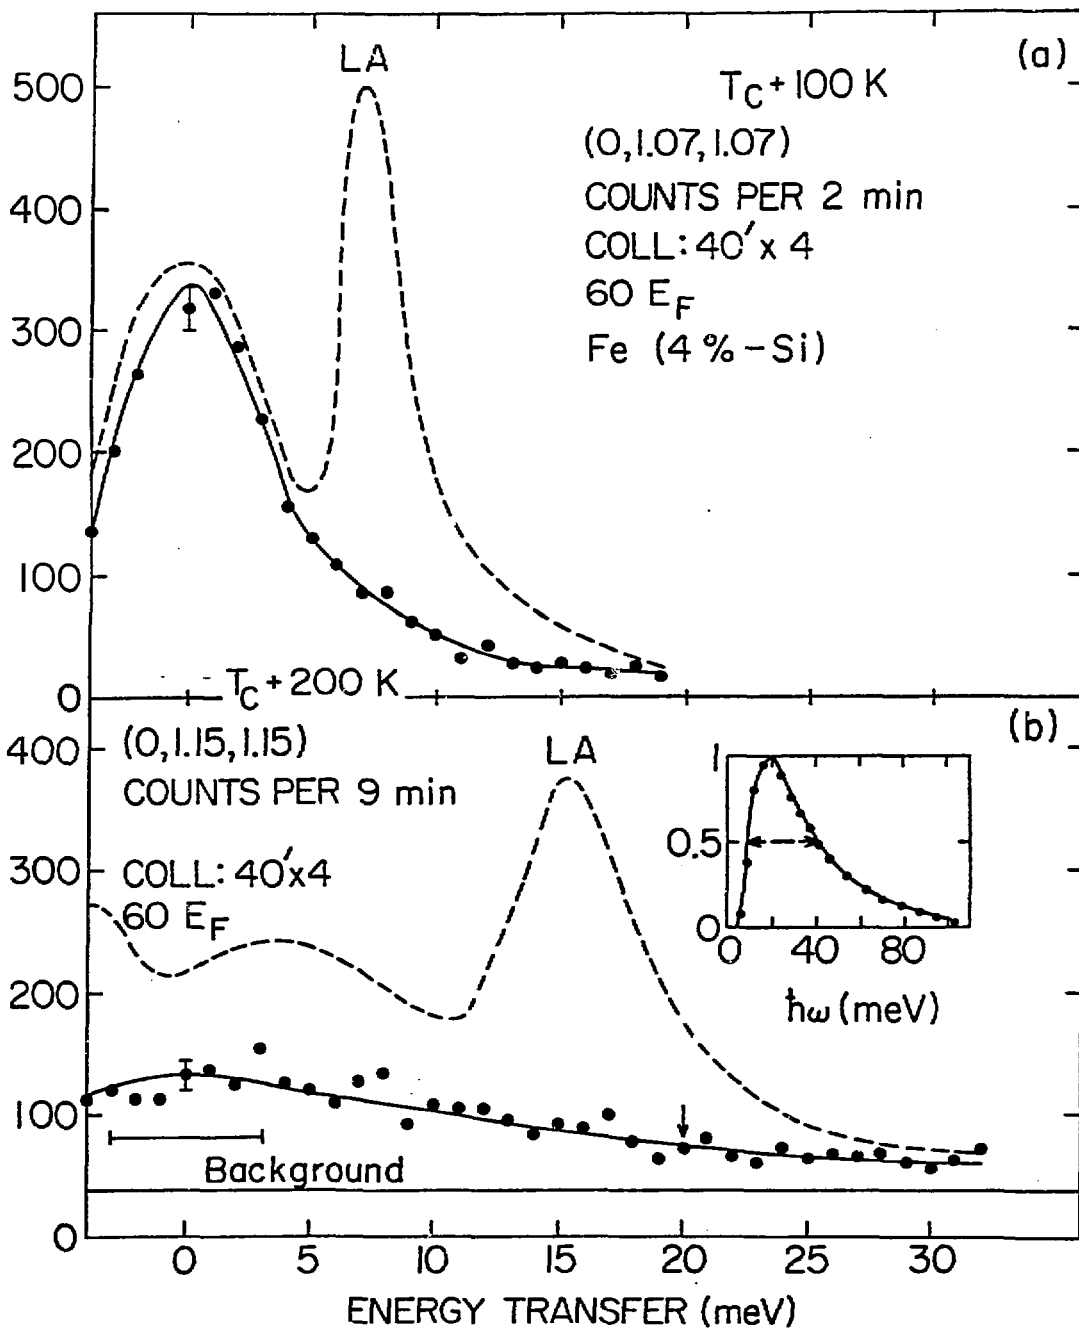 (a)
LA
T_C + 100 K
(0,1.07,1.07)
COUNTS PER 2 min
COLL: 40′ x 4
60 E_F
Fe (4 % - Si)
500
400
300
200
100
0
T_C + 200 K
(b)
(0,1.15,1.15)
COUNTS PER 9 min
COLL: 40′x4
60 E_F
LA
400
300
200
100
0
Background
1
0.5
0
0 40 80
ħω (meV)
0 5 10 15 20 25 30
ENERGY TRANSFER (meV)